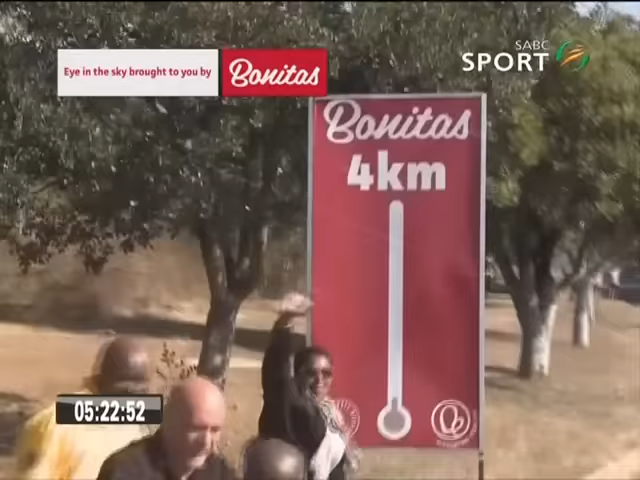 Eye in the sky brought to you by
Bonitas
SABC
SPORT
Bonitas
4km
05:22:52